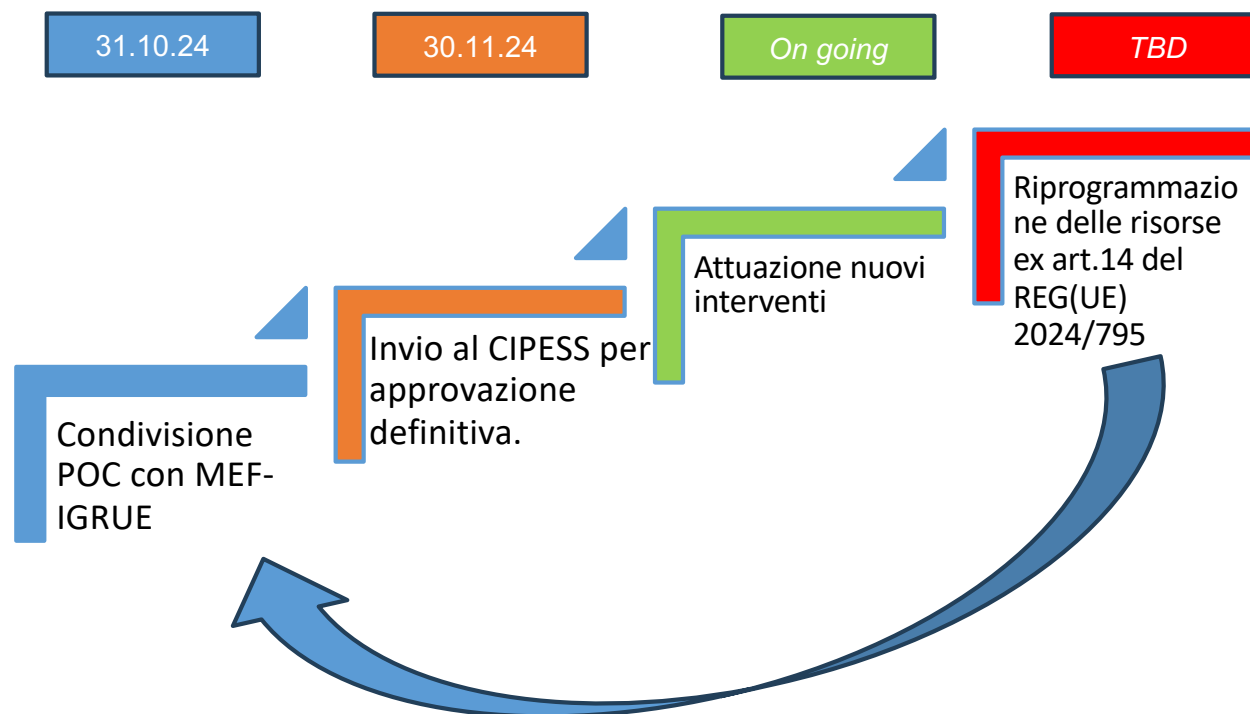 31.10.24
30.11.24
On going
TBD
Condivisione
POC con MEF-
IGRUE
Invio al CIPESS per
approvazione
definitiva.
Attuazione nuovi
interventi
Riprogrammazio
ne delle risorse
ex art.14 del
REG(UE)
2024/795